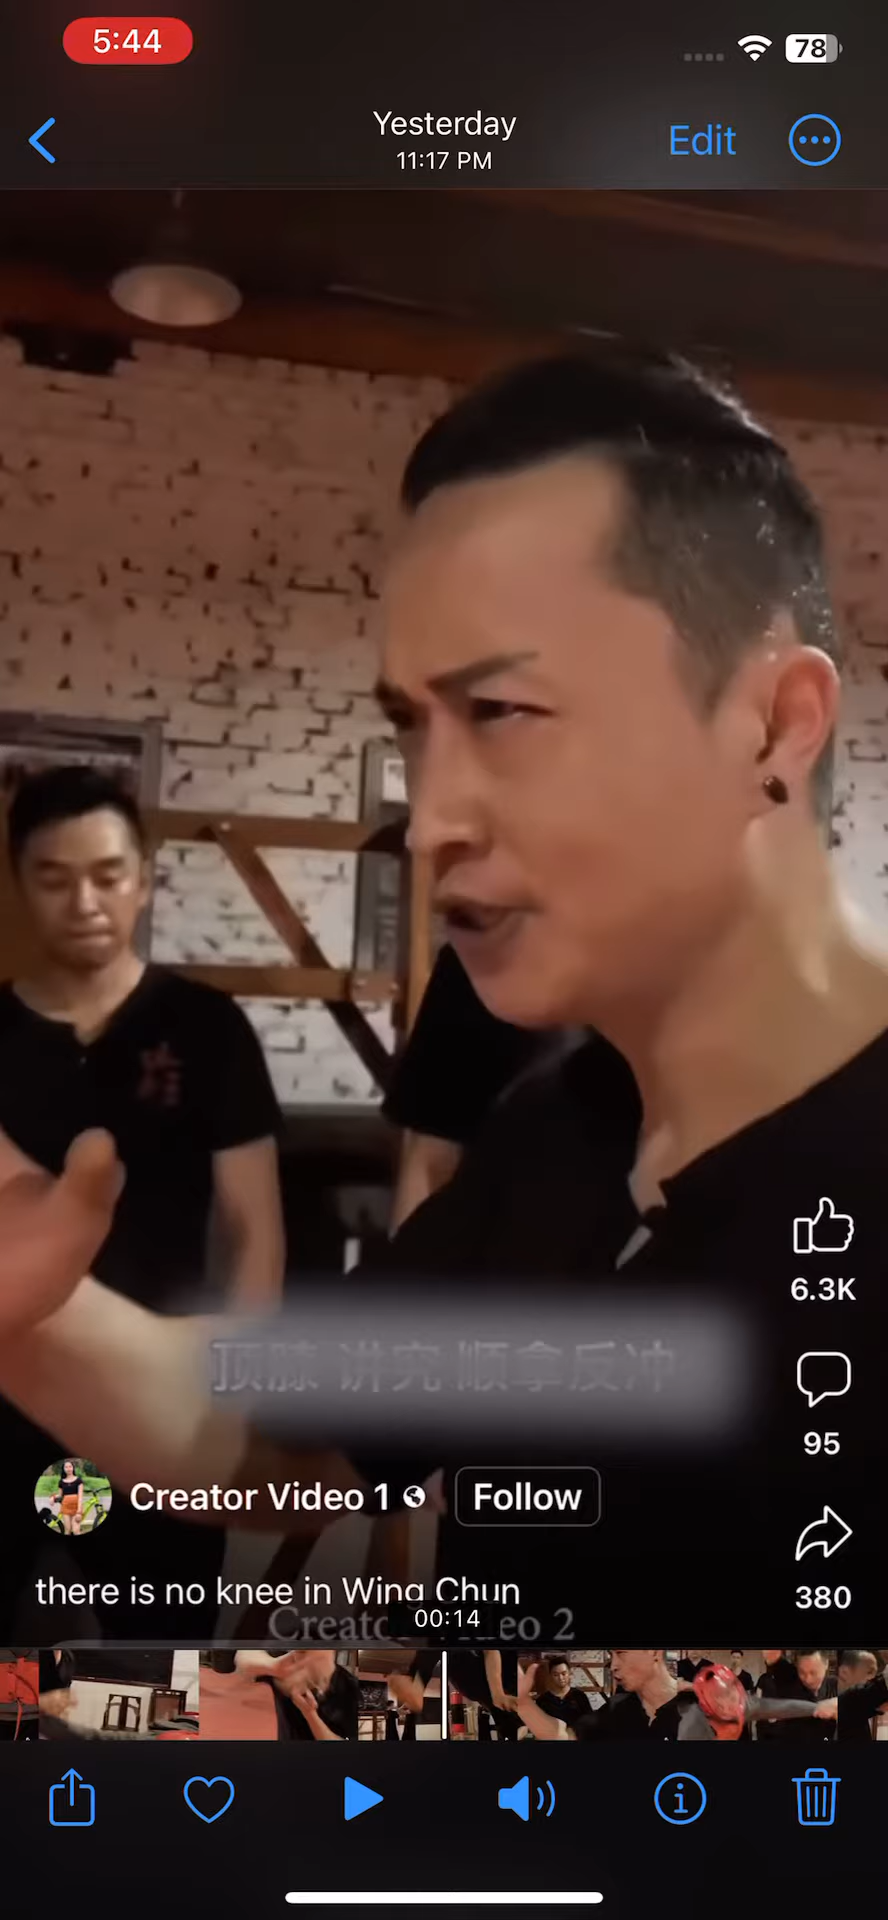 5:44
78
Yesterday
11:17 PM
Edit
顶膝 讲究 顺拿反冲
6.3K
95
Creator Video 1
Follow
380
there is no knee in Wing Chun
00:14